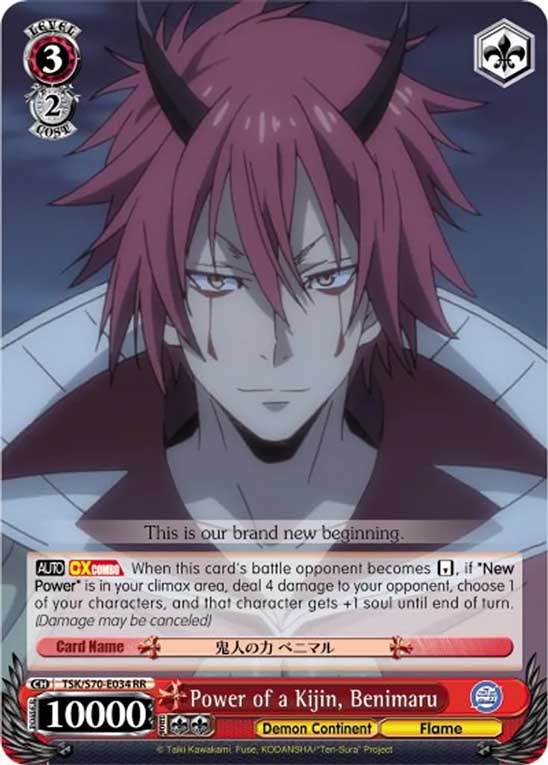 LEVEL
3
2
COST
This is our brand new beginning.
AUTO CX COMBO When this card's battle opponent becomes , if "New
Power" is in your climax area, deal 4 damage to your opponent, choose 1
of your characters, and that character gets +1 soul until end of turn.
(Damage may be canceled)
Card Name 鬼人の力 ベニマル
CH TSK/S70-E034 RR
Power of a Kijin, Benimaru
POWER 10000 SOUL Demon Continent Flame
© Taiki Kawakami, Fuse, KODANSHA/"Ten-Sura" Project